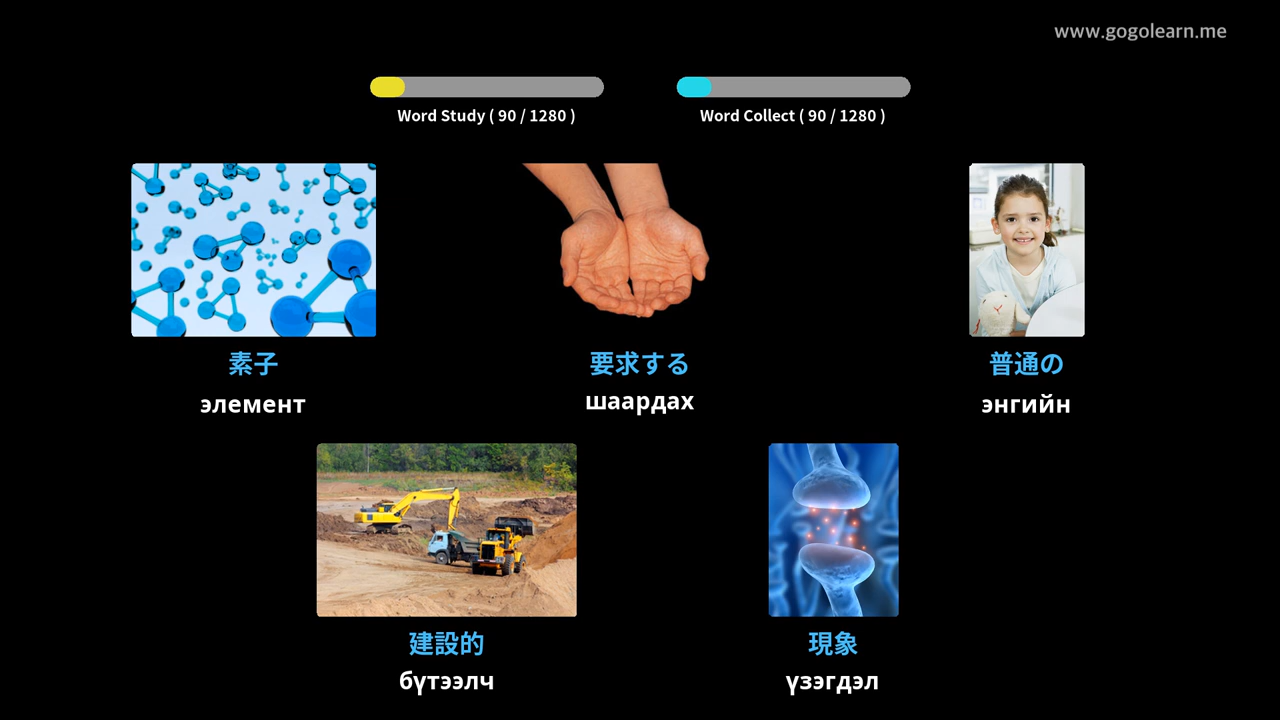 www.gogolearn.me
Word Study ( 90 / 1280 )
Word Collect ( 90 / 1280 )
素子
элемент
要求する
шаардах
普通の
энгийн
建設的
бүтээлч
現象
үзэгдэл